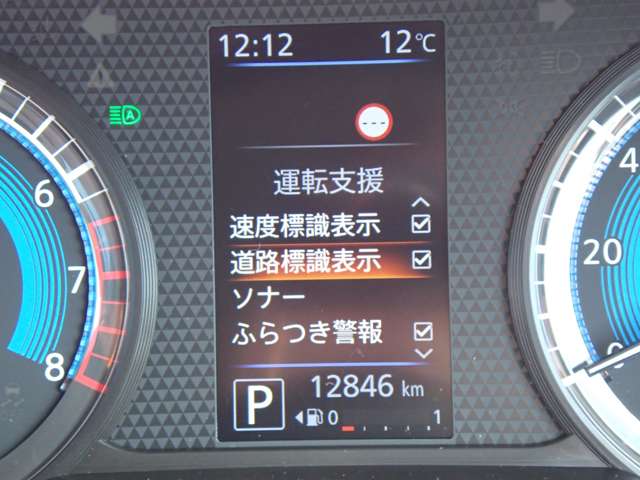 12:12 12℃
---
運転支援
速度標識表示
道路標識表示
ソナー
ふらつき警報
P 12846 km
0 1
6
7
8
4
20
0
A